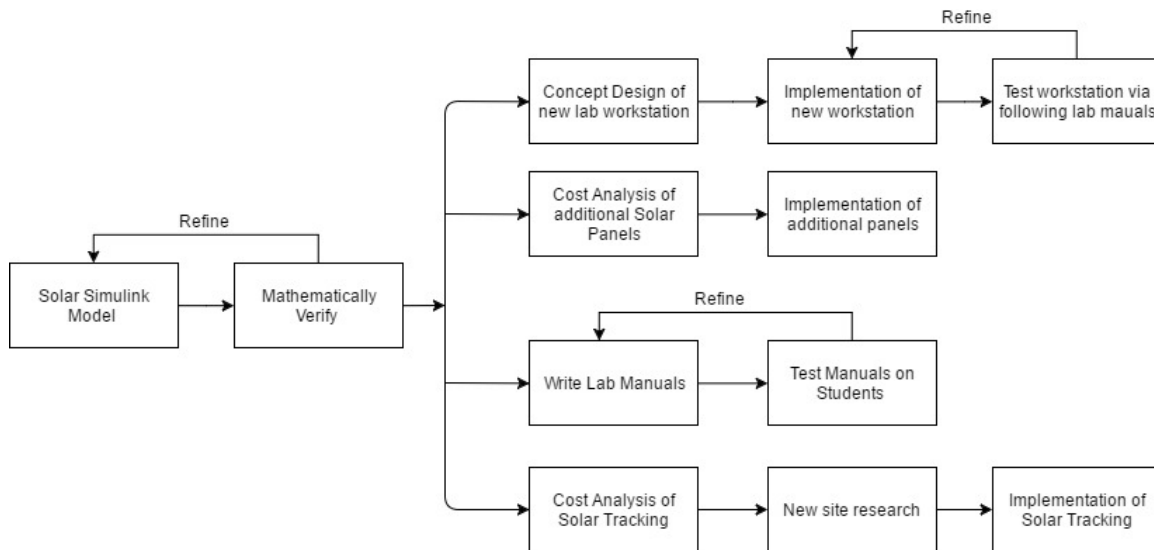 Refine
Concept Design of
new lab workstation
Implementation of
new workstation
Test workstation via
following lab mauals
Cost Analysis of
additional Solar
Panels
Implementation of
additional panels
Refine
Solar Simulink
Model
Mathematically
Verify
Refine
Write Lab Manuals
Test Manuals on
Students
Cost Analysis of
Solar Tracking
New site research
Implementation of
Solar Tracking